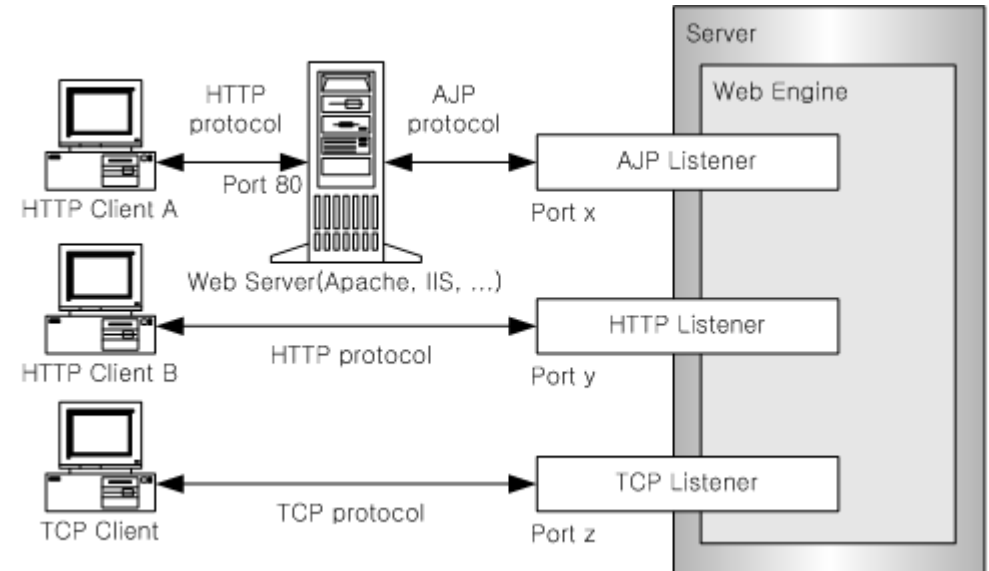 Server
Web Engine
HTTP
protocol
AJP
protocol
AJP Listener
Port 80
Port x
HTTP Client A
Web Server(Apache, IIS, ...)
HTTP Listener
HTTP protocol
Port y
HTTP Client B
TCP Listener
TCP protocol
Port z
TCP Client